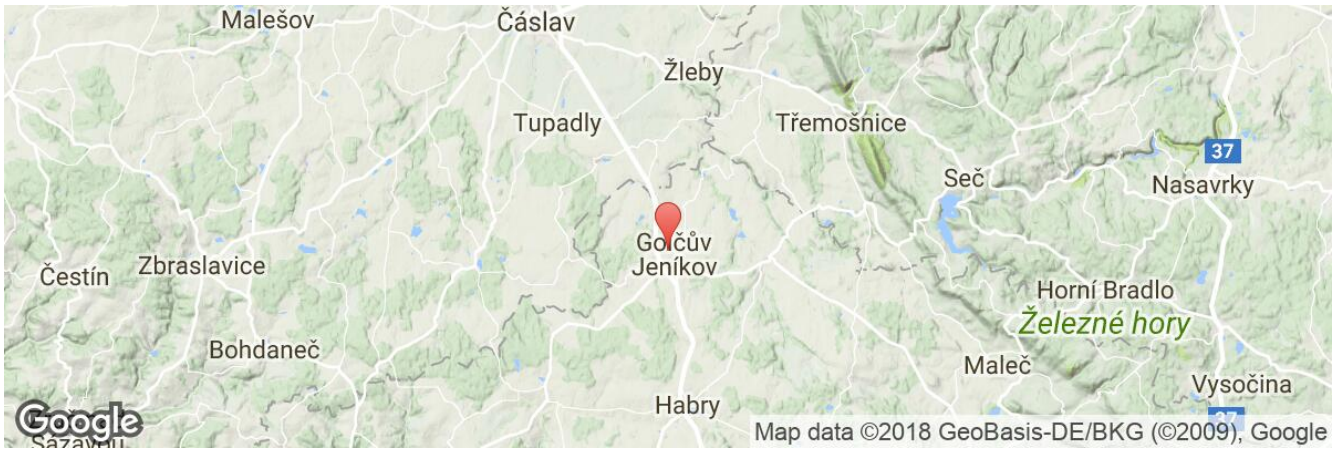 Malešov
Čáslav
Žleby
Tupadly
Třemošnice
37
Seč
Nasavrky
Golčův
Jeníkov
Zbraslavice
Čestín
Horní Bradlo
Železné hory
Bohdaneč
Maleč
Vysočina
Habry
37
Google
Sázavou
Map data ©2018 GeoBasis-DE/BKG (©2009), Google